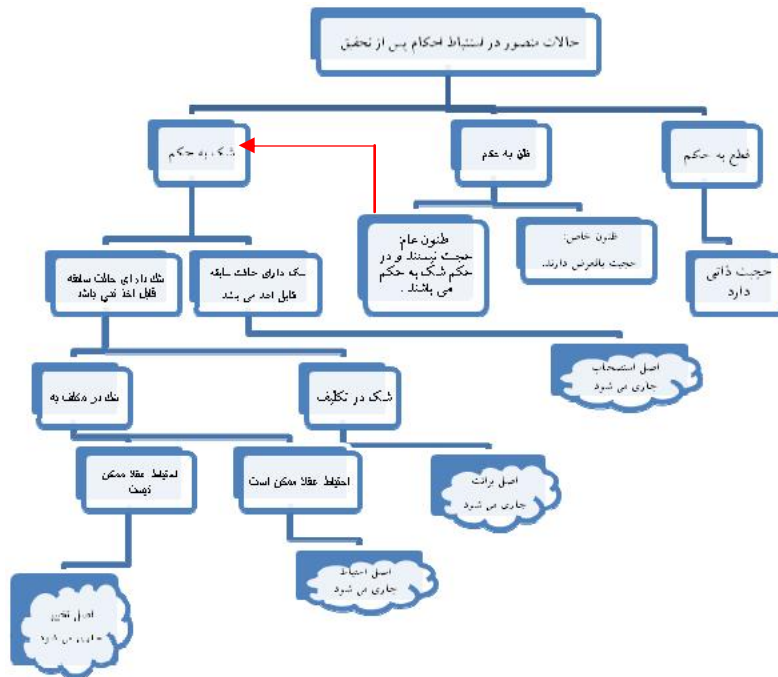 حالات متصور در استنباط احکام پس از تحقیق
قطع به حکم
ظن به حکم
شک به حکم
حجیت ذاتی
دارد
ظنون خاص:
حجیت بالعرض دارند.
ظنون عام:
حجت نیستند و در
حکم شک به حکم
می باشند .
شک دارای حالت سابقه
قابل اخذ می باشد
شک دارای حالت سابقه
قابل اخذ نمی باشد
اصل استصحاب
جاری می شود
شک در تکلیف
شک در مکلف به
اصل برائت
جاری می شود
احتیاط عقلا ممکن است
احتیاط عقلا ممکن
نیست
اصل احتیاط
جاری می شود
اصل تخییر
جاری می شود